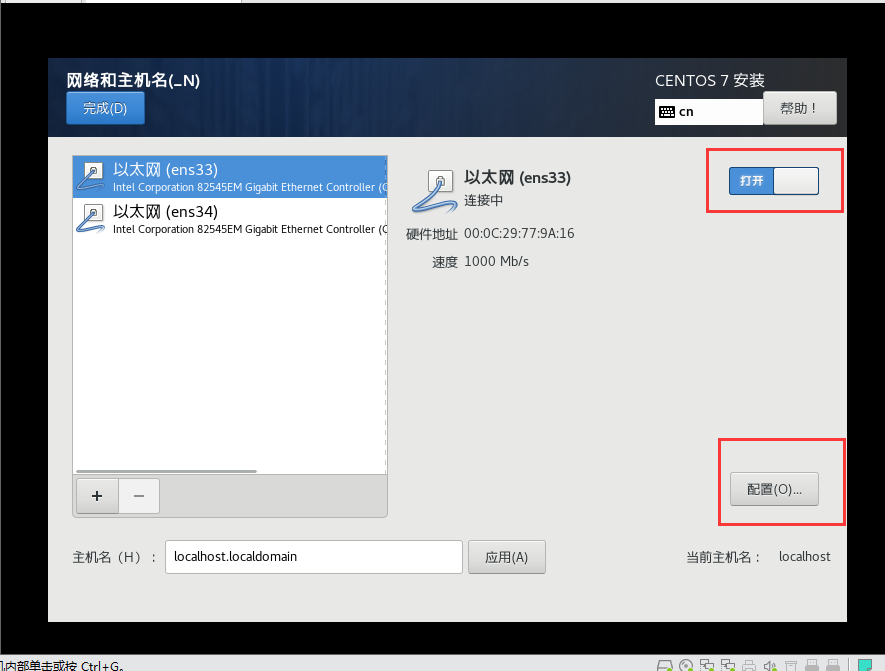 网络和主机名(_N)
CENTOS 7 安装
完成(D)
cn
帮助！
以太网 (ens33)
Intel Corporation 82545EM Gigabit Ethernet Controller (C
以太网 (ens34)
Intel Corporation 82545EM Gigabit Ethernet Controller (C
以太网 (ens33)
连接中
打开
硬件地址 00:0C:29:77:9A:16
速度 1000 Mb/s
+
−
配置(O)...
主机名（H）： localhost.localdomain
应用(A)
当前主机名： localhost
内部单击或按 Ctrl+G。